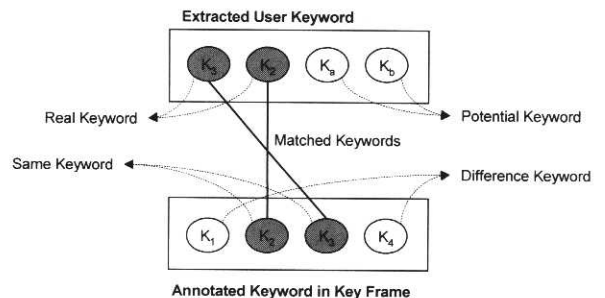 Extracted User Keyword
K3 K2 Ka Kb
Real Keyword
Potential Keyword
Matched Keywords
Same Keyword
Difference Keyword
K1 K2 K3 K4
Annotated Keyword in Key Frame